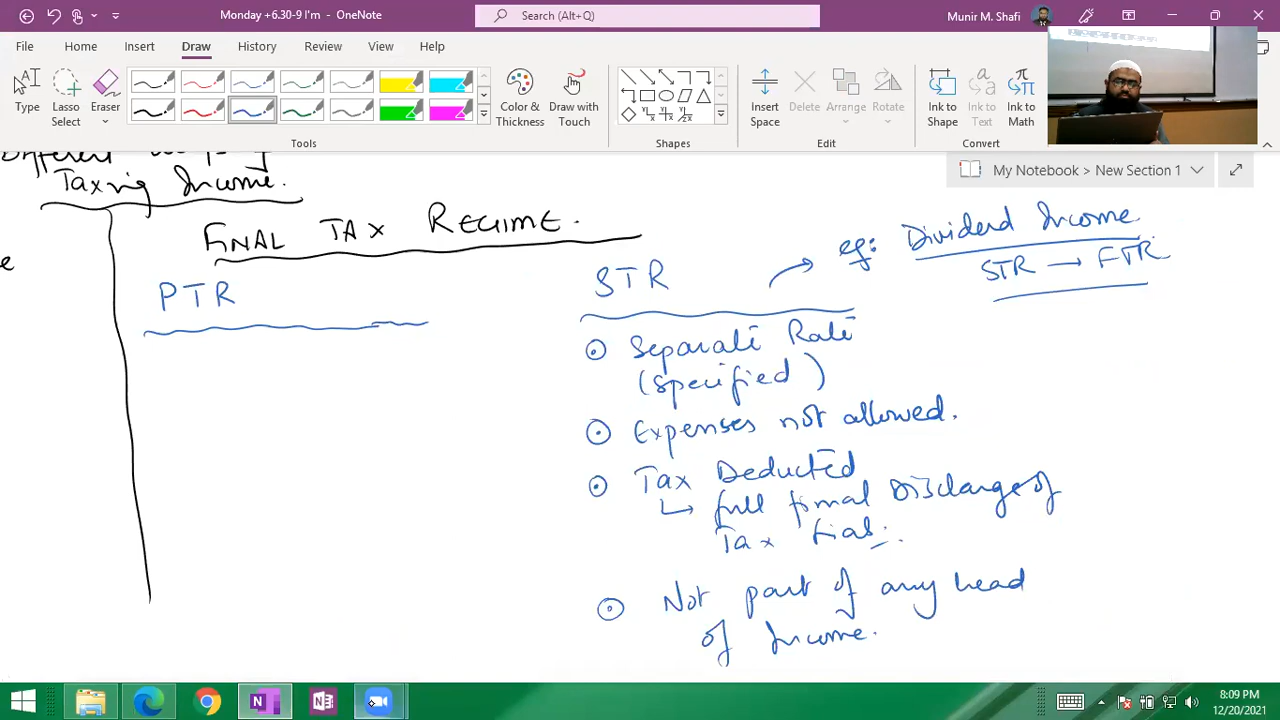 Monday +6.30-9 I'm - OneNote
Search (Alt+Q)
Munir M. Shafi
File
Home
Insert
Draw
History
Review
View
Help
Type
Lasso
Select
Eraser
Color &
Thickness
Draw with
Touch
Insert
Space
Delete
Arrange
Rotate
Ink to
Shape
Ink to
Text
Ink to
Math
Tools
Shapes
Edit
Convert
My Notebook > New Section 1
Different
Taxing Income.
FINAL TAX REGIME.
eg: Dividend Income
STR → FTR
PTR
STR
Separate Rate
(specified)
Expenses not allowed.
Tax Deducted
↳ full final Discharge of
Tax Liab:
Not part of any head
of Income.
8:09 PM
12/20/2021